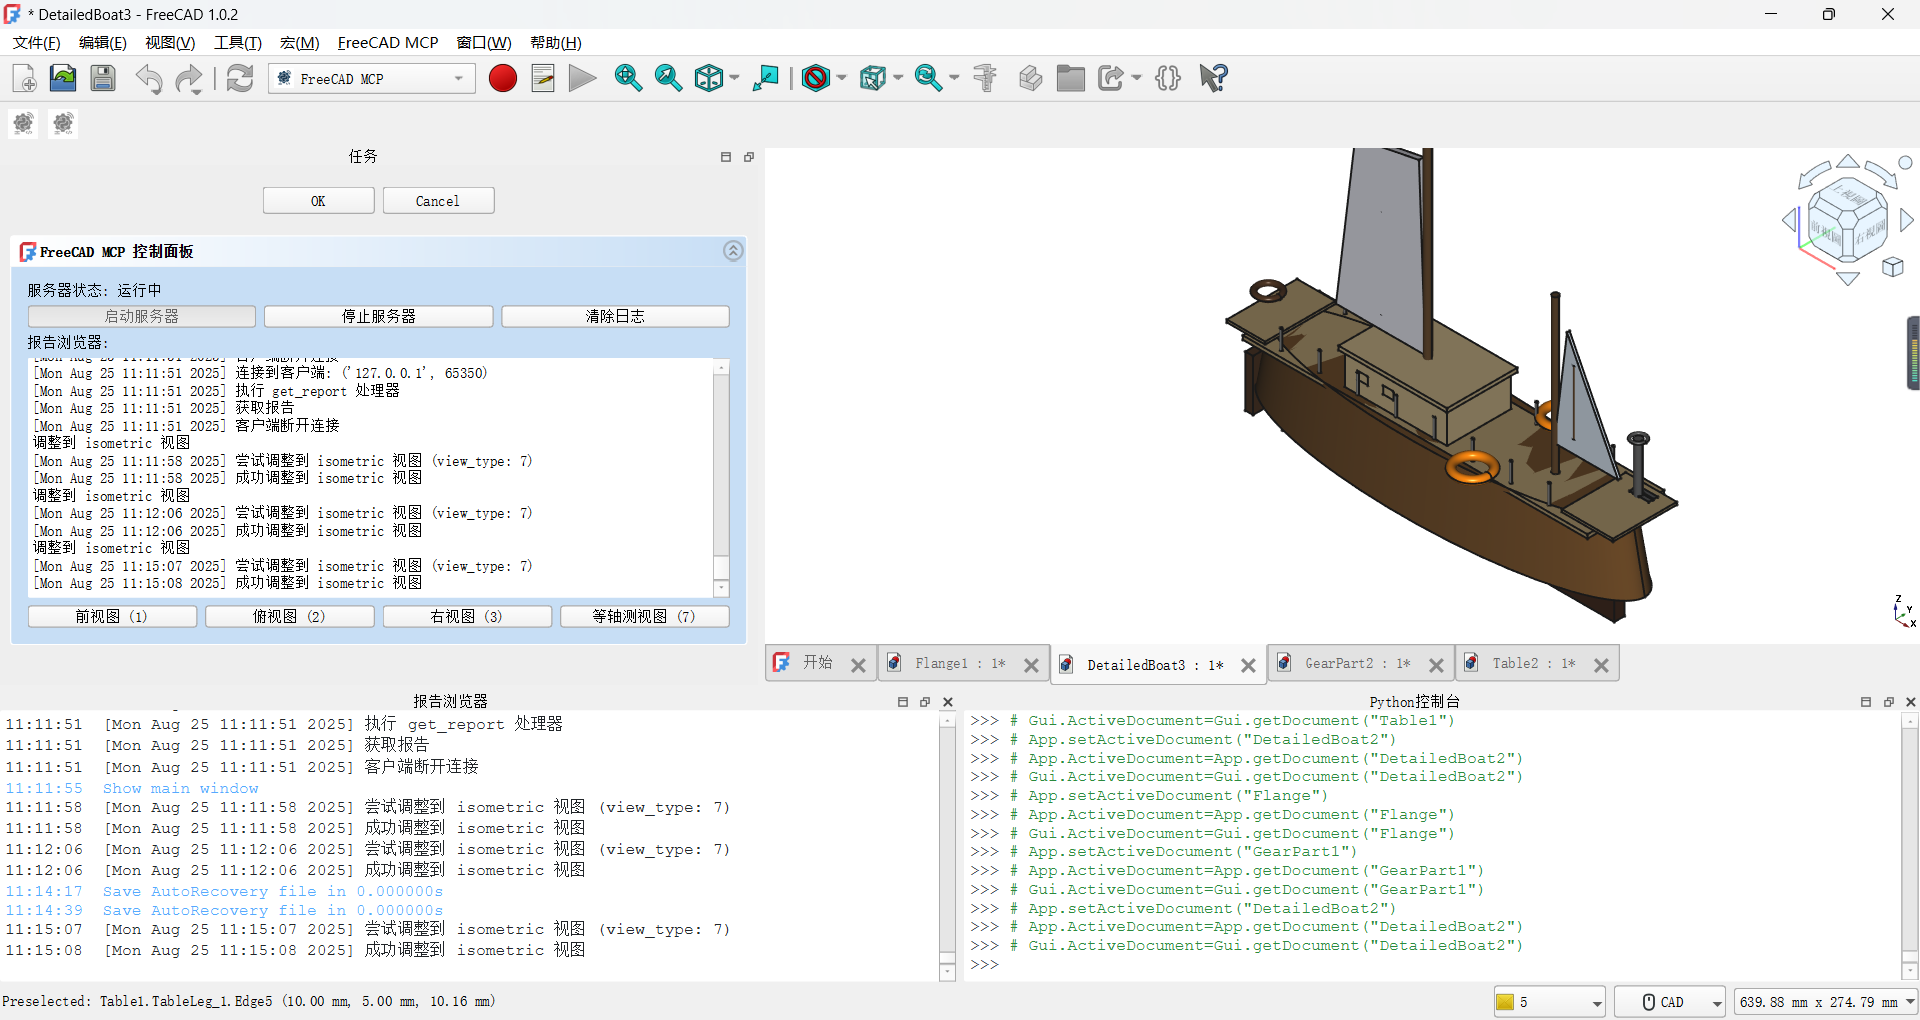 * DetailedBoat3 - FreeCAD 1.0.2
文件(F) 编辑(E) 视图(V) 工具(T) 宏(M) FreeCAD MCP 窗口(W) 帮助(H)
FreeCAD MCP
任务
OK Cancel
FreeCAD MCP 控制面板
服务器状态: 运行中
启动服务器 停止服务器 清除日志
报告浏览器:
[Mon Aug 25 11:11:51 2025] 客户端断开连接
[Mon Aug 25 11:11:51 2025] 连接到客户端: ('127.0.0.1', 65350)
[Mon Aug 25 11:11:51 2025] 执行 get_report 处理器
[Mon Aug 25 11:11:51 2025] 获取报告
[Mon Aug 25 11:11:51 2025] 客户端断开连接
调整到 isometric 视图
[Mon Aug 25 11:11:58 2025] 尝试调整到 isometric 视图 (view_type: 7)
[Mon Aug 25 11:11:58 2025] 成功调整到 isometric 视图
调整到 isometric 视图
[Mon Aug 25 11:12:06 2025] 尝试调整到 isometric 视图 (view_type: 7)
[Mon Aug 25 11:12:06 2025] 成功调整到 isometric 视图
调整到 isometric 视图
[Mon Aug 25 11:15:07 2025] 尝试调整到 isometric 视图 (view_type: 7)
[Mon Aug 25 11:15:08 2025] 成功调整到 isometric 视图
前视图 (1) 俯视图 (2) 右视图 (3) 等轴测视图 (7)
上視圖
前視圖
右視圖
Z
Y
X
开始 Flange1 : 1* DetailedBoat3 : 1* GearPart2 : 1* Table2 : 1*
报告浏览器
11:11:51 [Mon Aug 25 11:11:51 2025] 执行 get_report 处理器
11:11:51 [Mon Aug 25 11:11:51 2025] 获取报告
11:11:51 [Mon Aug 25 11:11:51 2025] 客户端断开连接
11:11:55 Show main window
11:11:58 [Mon Aug 25 11:11:58 2025] 尝试调整到 isometric 视图 (view_type: 7)
11:11:58 [Mon Aug 25 11:11:58 2025] 成功调整到 isometric 视图
11:12:06 [Mon Aug 25 11:12:06 2025] 尝试调整到 isometric 视图 (view_type: 7)
11:12:06 [Mon Aug 25 11:12:06 2025] 成功调整到 isometric 视图
11:14:17 Save AutoRecovery file in 0.000000s
11:14:39 Save AutoRecovery file in 0.000000s
11:15:07 [Mon Aug 25 11:15:07 2025] 尝试调整到 isometric 视图 (view_type: 7)
11:15:08 [Mon Aug 25 11:15:08 2025] 成功调整到 isometric 视图
Python控制台
>>> # Gui.ActiveDocument=Gui.getDocument("Table1")
>>> # App.setActiveDocument("DetailedBoat2")
>>> # App.ActiveDocument=App.getDocument("DetailedBoat2")
>>> # Gui.ActiveDocument=Gui.getDocument("DetailedBoat2")
>>> # App.setActiveDocument("Flange")
>>> # App.ActiveDocument=App.getDocument("Flange")
>>> # Gui.ActiveDocument=Gui.getDocument("Flange")
>>> # App.setActiveDocument("GearPart1")
>>> # App.ActiveDocument=App.getDocument("GearPart1")
>>> # Gui.ActiveDocument=Gui.getDocument("GearPart1")
>>> # App.setActiveDocument("DetailedBoat2")
>>> # App.ActiveDocument=App.getDocument("DetailedBoat2")
>>> # Gui.ActiveDocument=Gui.getDocument("DetailedBoat2")
>>>
Preselected: Table1.TableLeg_1.Edge5 (10.00 mm, 5.00 mm, 10.16 mm)
5 CAD 639.88 mm x 274.79 mm